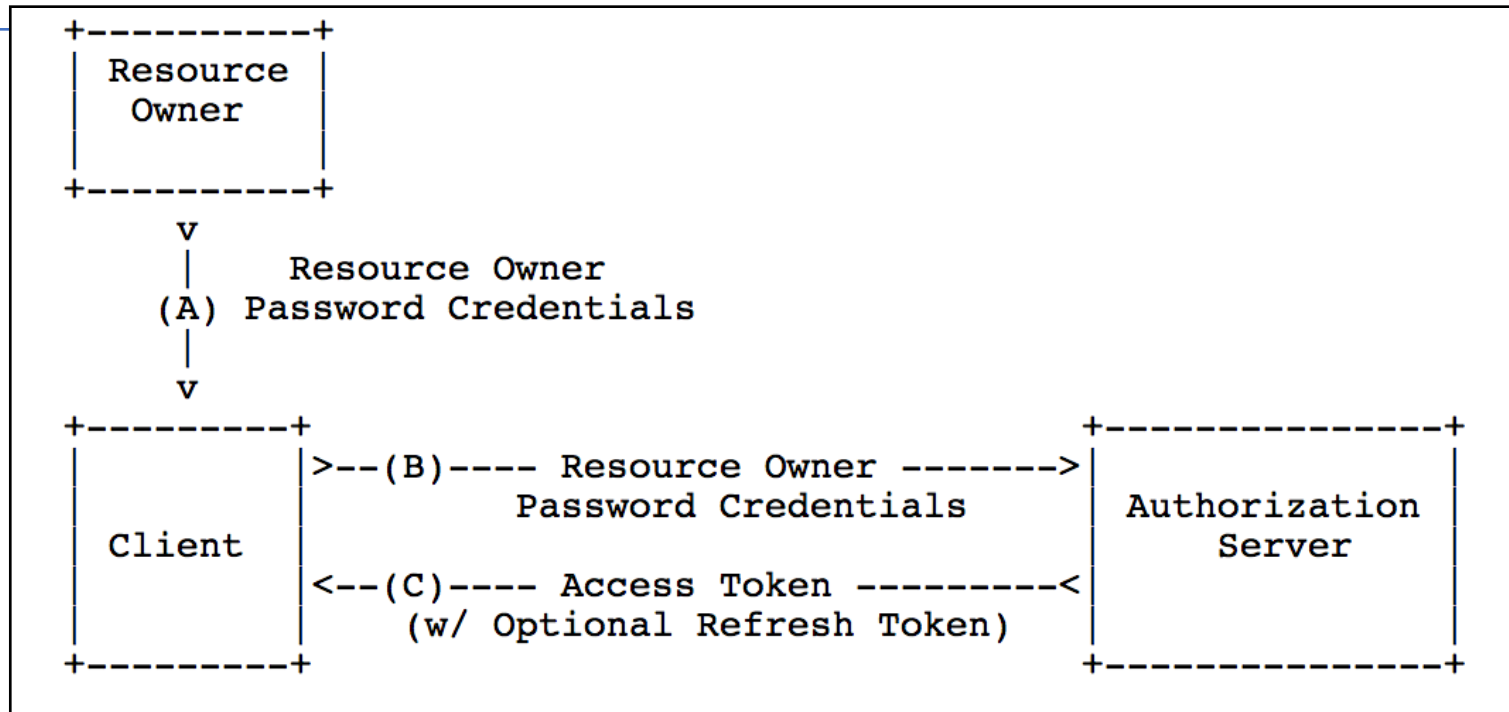 +----------+
| Resource |
|  Owner   |
|          |
+----------+
     v
     |    Resource Owner
    (A) Password Credentials
     |
     v
+---------+                                  +---------------+
|         |>--(B)---- Resource Owner ------->|               |
|         |         Password Credentials     | Authorization |
| Client  |                                  |     Server    |
|         |<--(C)---- Access Token ---------<|               |
|         |    (w/ Optional Refresh Token)   |               |
+---------+                                  +---------------+